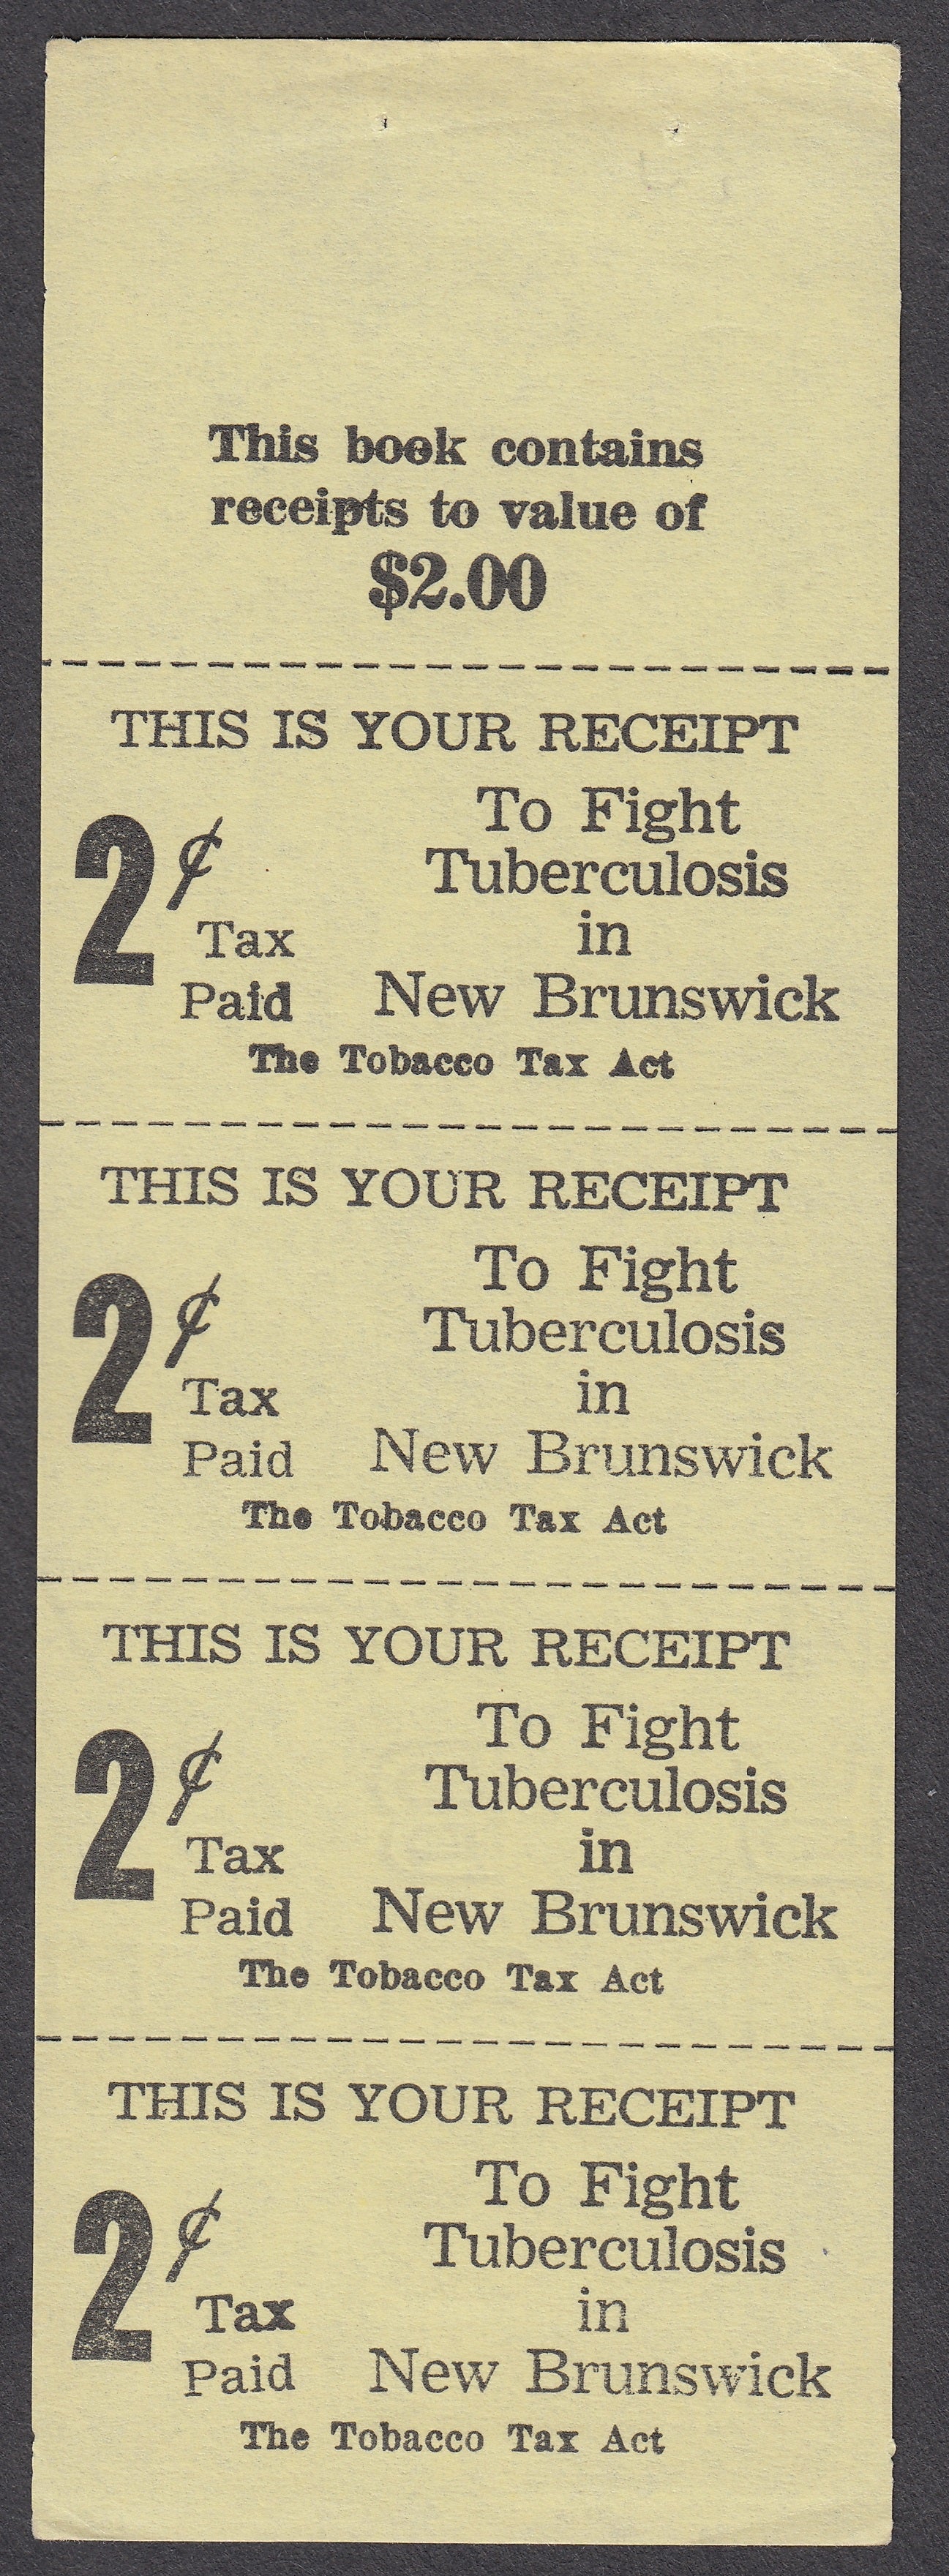 This book contains
receipts to value of
$2.00
THIS IS YOUR RECEIPT
2¢
Tax
Paid
To Fight
Tuberculosis
in
New Brunswick
The Tobacco Tax Act
THIS IS YOUR RECEIPT
2¢
Tax
Paid
To Fight
Tuberculosis
in
New Brunswick
The Tobacco Tax Act
THIS IS YOUR RECEIPT
2¢
Tax
Paid
To Fight
Tuberculosis
in
New Brunswick
The Tobacco Tax Act
THIS IS YOUR RECEIPT
2¢
Tax
Paid
To Fight
Tuberculosis
in
New Brunswick
The Tobacco Tax Act